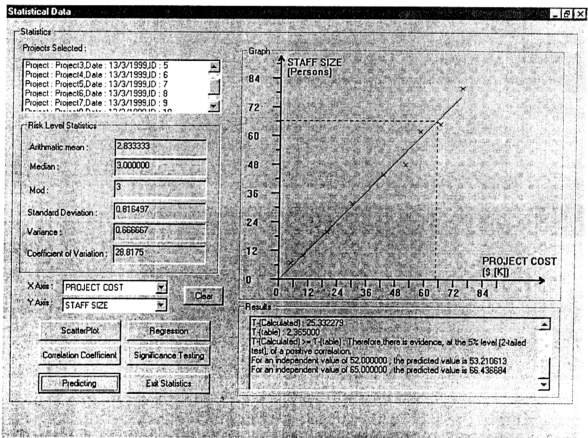 Statistical Data
Statistics
Projects Selected :
Project : Project3,Date : 13/3/1999,ID : 5
Project : Project4,Date : 13/3/1999,ID : 6
Project : Project5,Date : 13/3/1999,ID : 7
Project : Project6,Date : 13/3/1999,ID : 8
Project : Project7,Date : 13/3/1999,ID : 9
Risk Level Statistics
Arithmatic mean : 2.833333
Median : 3.000000
Mod : 3
Standard Deviation : 0.816497
Variance : 0.666667
Coefficient of Variation : 28.8175
X Axis : PROJECT COST
Y Axis : STAFF SIZE
Clear
ScatterPlot Regression
Correlation Coefficient Significance Testing
Predicting Exit Statistics
Graph
STAFF SIZE
[Persons]
84
72
60
48
36
24
12
0 12 24 36 48 60 72 84
PROJECT COST
($ [K])
Results
T-[Calculated] : 25.332279
T-(table) : 2.365000
T-[Calculated] >= T-(table) : Therefore,there is evidence, at the 5% level [2-tailed
test], of a positive correlation.
For an independent value of 52.000000 , the predicted value is 53.210613
For an independent value of 65.000000 , the predicted value is 66.436684